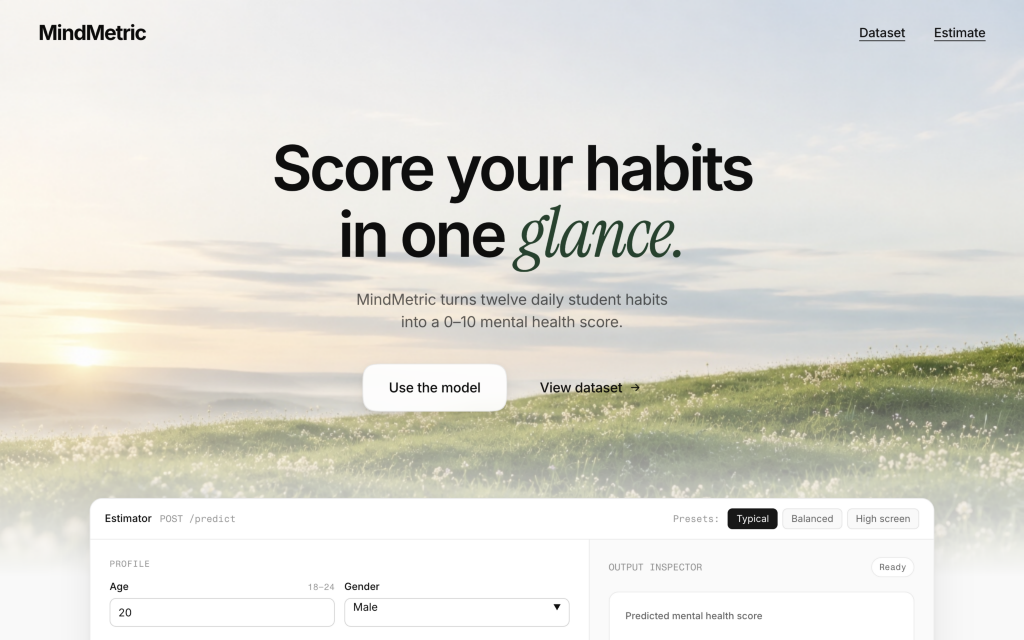 MindMetric
Dataset
Estimate
Score your habits
in one glance.
MindMetric turns twelve daily student habits
into a 0–10 mental health score.
Use the model
View dataset →
Estimator POST /predict
Presets: Typical Balanced High screen
PROFILE
Age 18–24
Gender
20
Male
OUTPUT INSPECTOR
Ready
Predicted mental health score